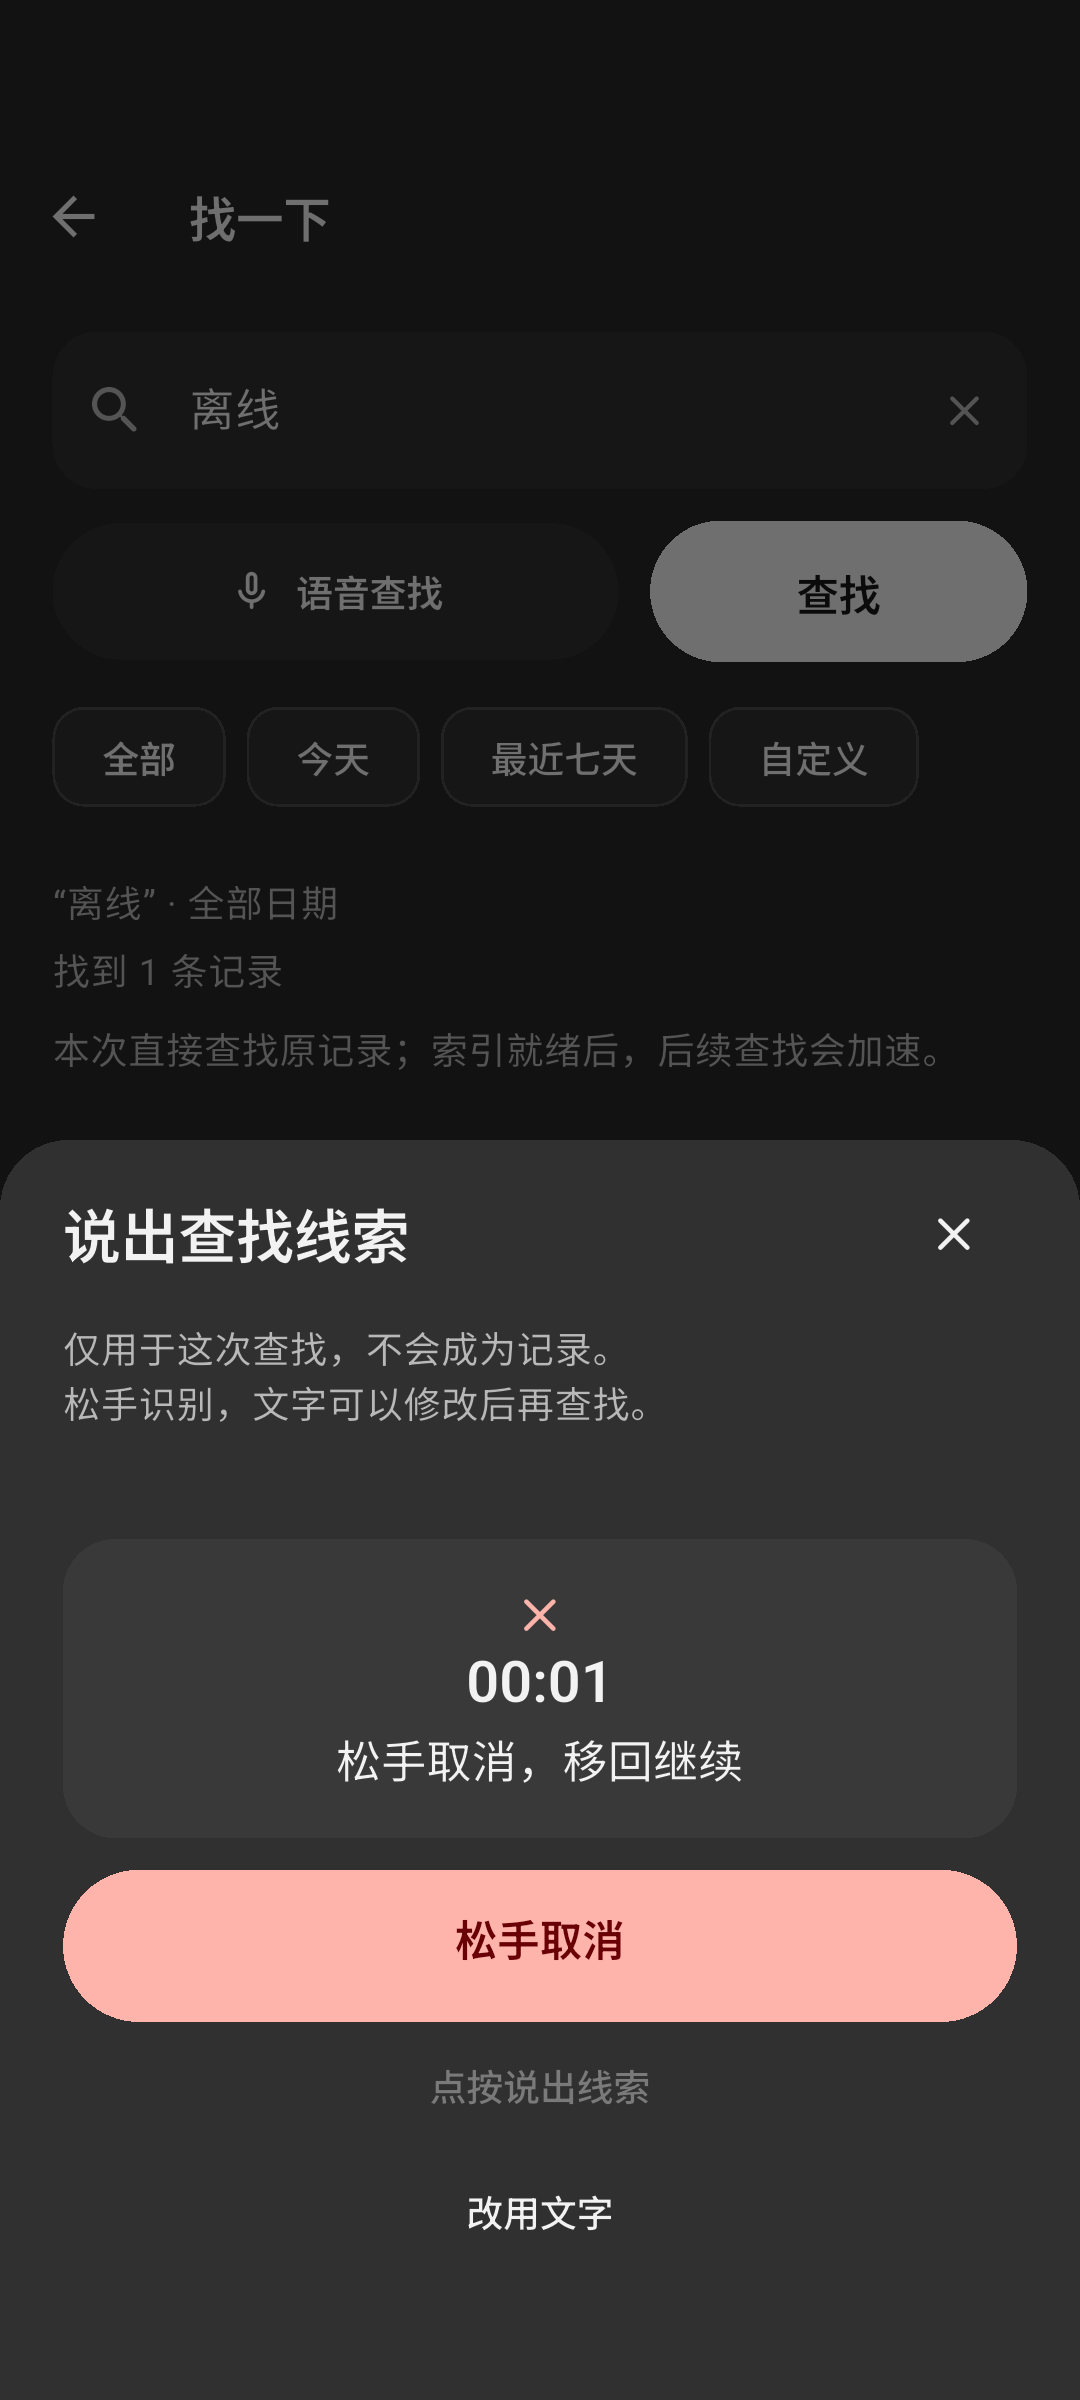 找一下
离线
语音查找
查找
全部
今天
最近七天
自定义
“离线” · 全部日期
找到 1 条记录
本次直接查找原记录；索引就绪后，后续查找会加速。
说出查找线索
仅用于这次查找，不会成为记录。
松手识别，文字可以修改后再查找。
00:01
松手取消，移回继续
松手取消
点按说出线索
改用文字